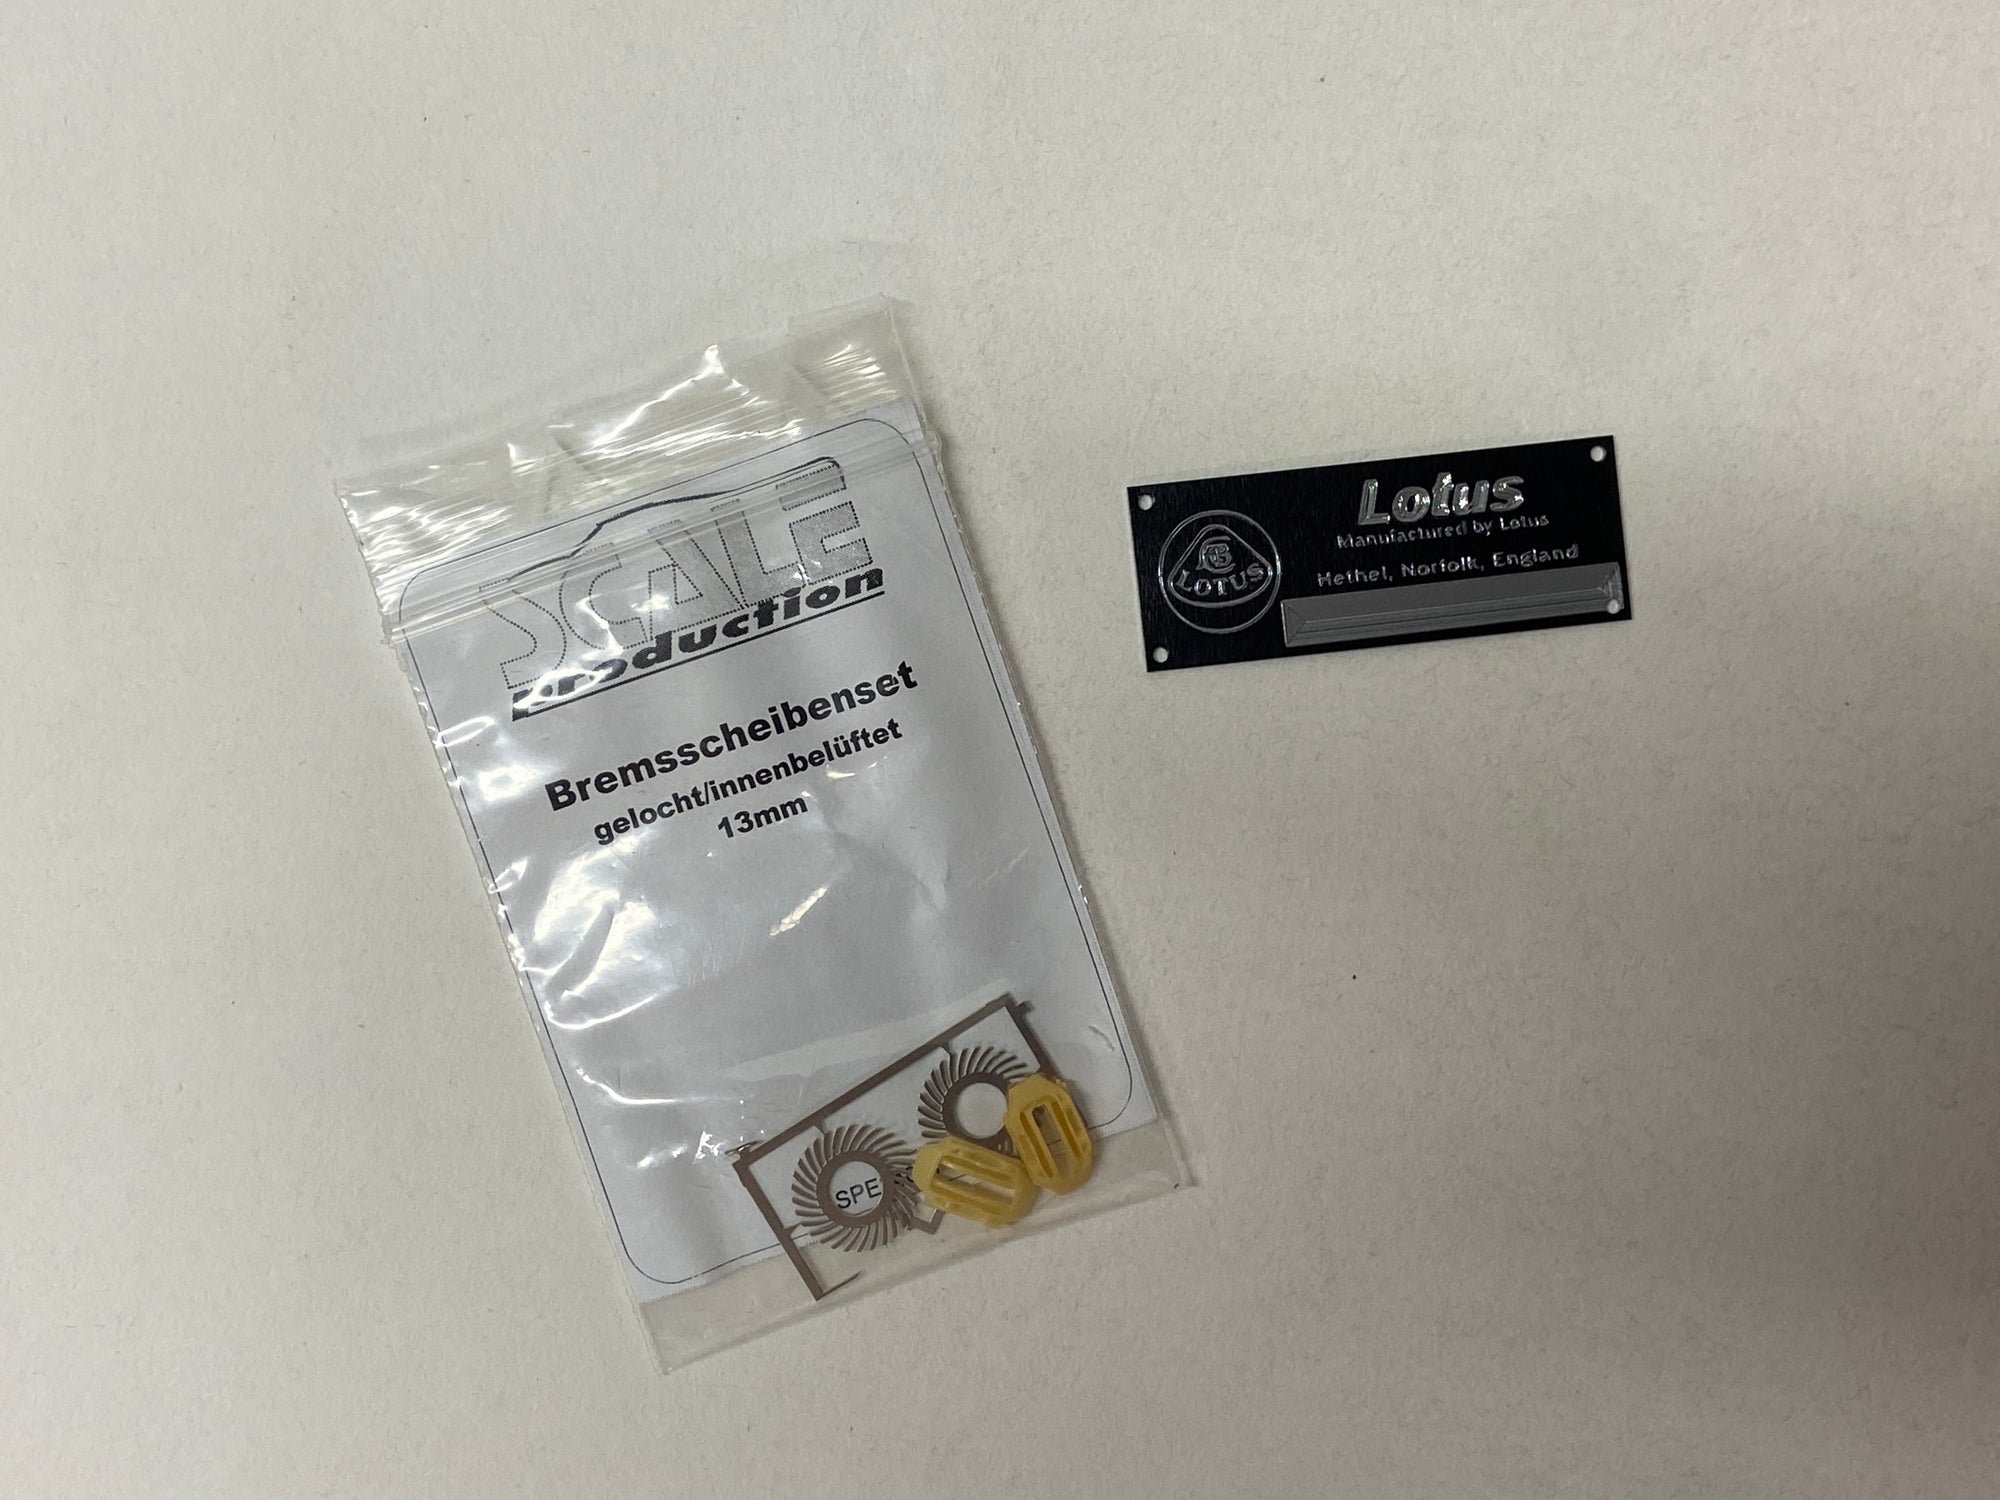 SCALE
production
Bremsscheibenset
gelocht/innenbelüftet
13mm
SPE
Lotus
Manufactured by Lotus
Hethel, Norfolk, England
LOTUS